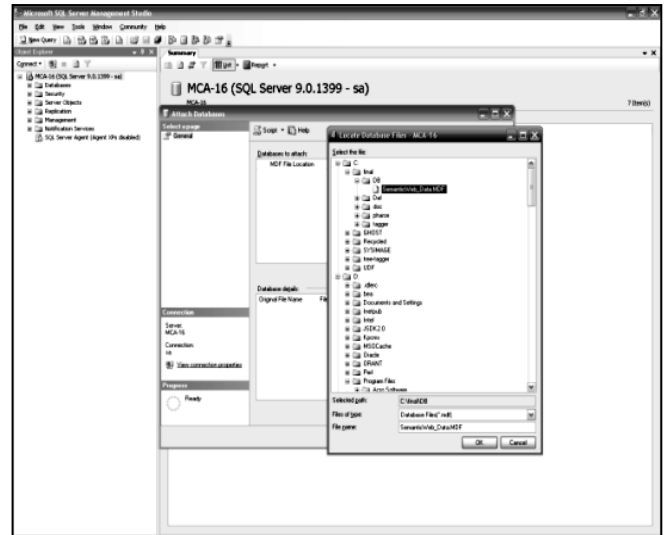 Microsoft SQL Server Management Studio
File Edit View Tools Window Community Help
New Query
Object Explorer
Summary
Connect
List
Report
MCA-16 (SQL Server 9.0.1399 - sa)
Databases
Security
Server Objects
Replication
Management
Notification Services
SQL Server Agent (Agent XPs disabled)
MCA-16 (SQL Server 9.0.1399 - sa)
MCA-16
7 Item(s)
Attach Databases
Select a page
General
Script
Help
Databases to attach:
MDF File Location
Database details:
Original File Name
Connection
Server:
MCA-16
Connection:
sa
View connection properties
Progress
Ready
Locate Database Files - MCA-16
Select the file:
C:
final
DB
SemanticWeb_Data.MDF
Owl
doc
pharse
tagger
GHOST
Recycled
SYSIMAGE
tree-tagger
UDF
D:
Documents and Settings
Inetpub
Intel
JSDK2.0
Kpcms
MSOCache
Oracle
ORANT
Perl
Program Files
Acro Software
Selected path:
C:\final\DB
Files of type:
Database Files(*.mdf)
File name:
SemanticWeb_Data.MDF
OK
Cancel